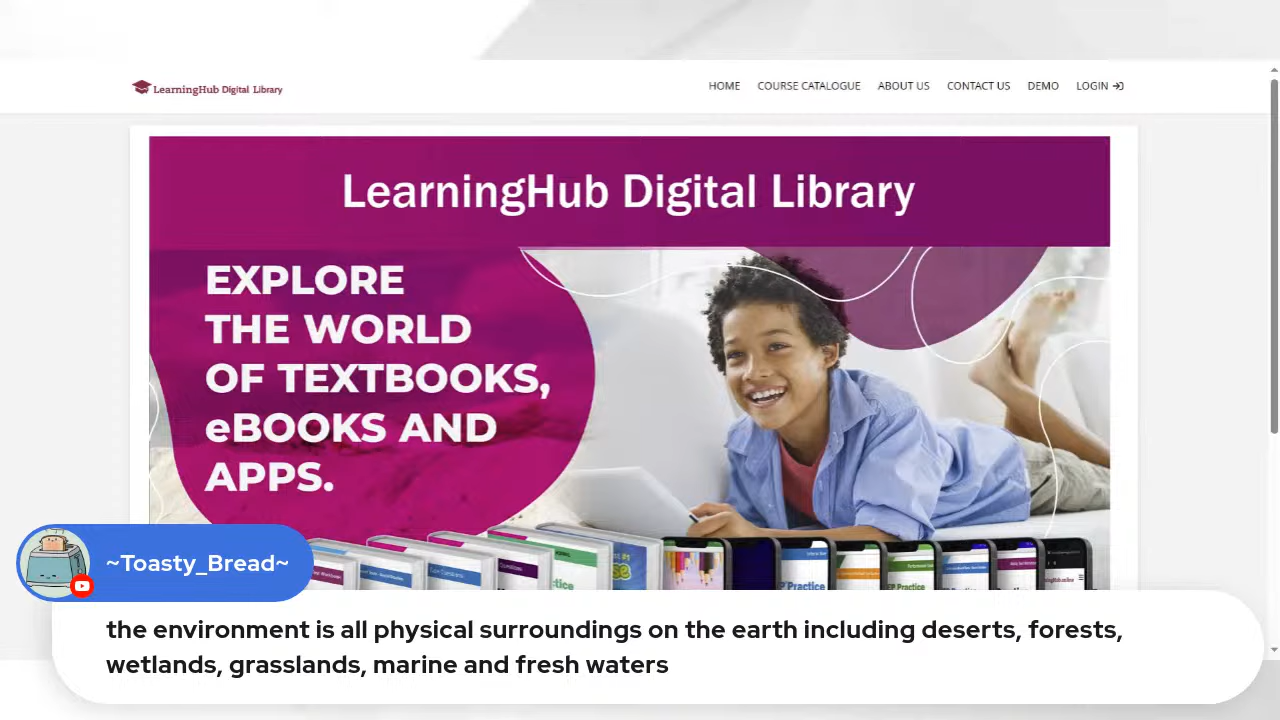 LearningHub Digital Library
HOME COURSE CATALOGUE ABOUT US CONTACT US DEMO LOGIN
LearningHub Digital Library
EXPLORE
THE WORLD
OF TEXTBOOKS,
eBOOKS AND
APPS.
~Toasty_Bread~
the environment is all physical surroundings on the earth including deserts, forests,
wetlands, grasslands, marine and fresh waters